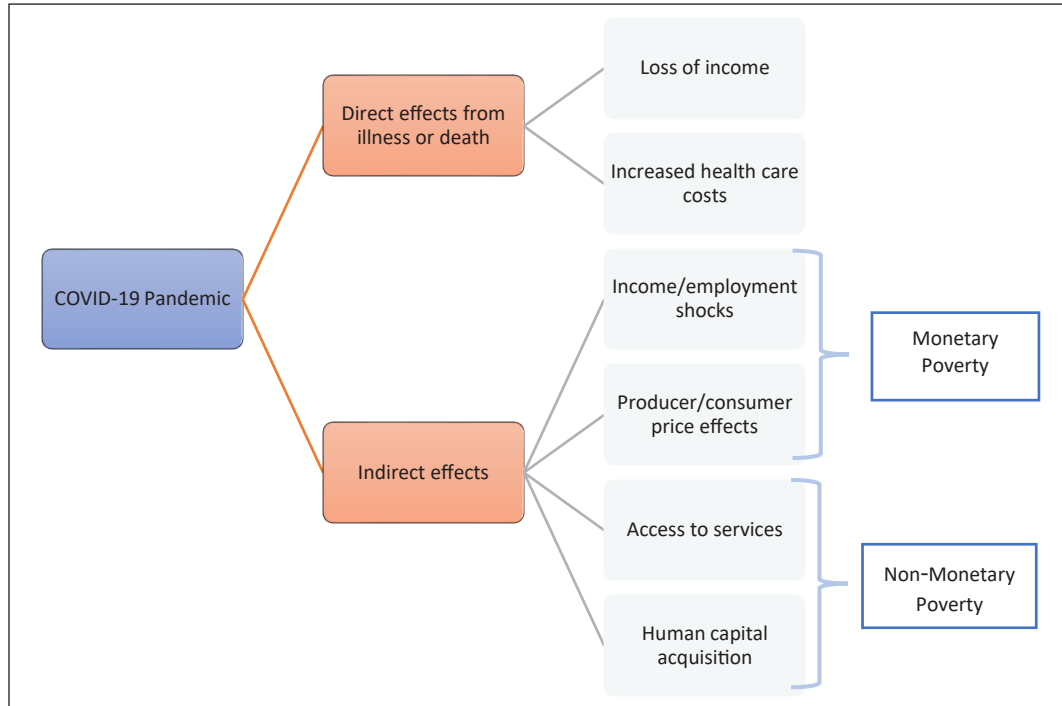 Loss of income
Direct effects from
illness or death
Increased health care
costs
COVID-19 Pandemic
Income/employment
shocks
Monetary
Poverty
Producer/consumer
price effects
Indirect effects
Access to services
Non-Monetary
Poverty
Human capital
acquisition